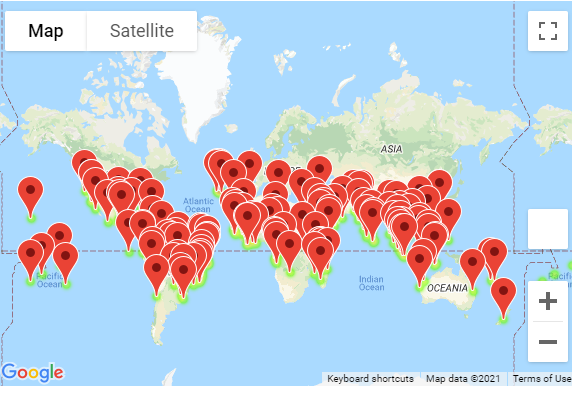 Map
Satellite
ASIA
Atlantic
Ocean
Pacific
Ocean
Indian
Ocean
OCEANIA
Google
Keyboard shortcuts
Map data ©2021
Terms of Use